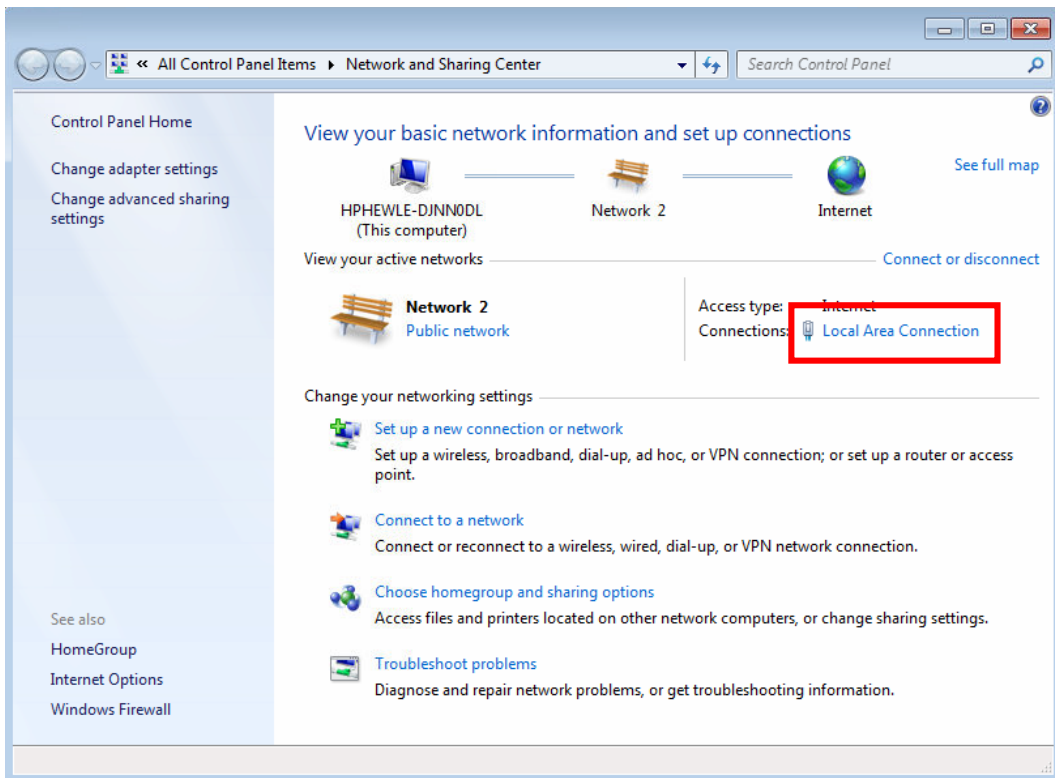 « All Control Panel Items ▸ Network and Sharing Center
Search Control Panel
Control Panel Home
Change adapter settings
Change advanced sharing
settings
See also
HomeGroup
Internet Options
Windows Firewall
View your basic network information and set up connections
See full map
HPHEWLE-DJNN0DL
(This computer)
Network 2
Internet
View your active networks
Connect or disconnect
Network 2
Public network
Access type: Internet
Connections: Local Area Connection
Change your networking settings
Set up a new connection or network
Set up a wireless, broadband, dial-up, ad hoc, or VPN connection; or set up a router or access
point.
Connect to a network
Connect or reconnect to a wireless, wired, dial-up, or VPN network connection.
Choose homegroup and sharing options
Access files and printers located on other network computers, or change sharing settings.
Troubleshoot problems
Diagnose and repair network problems, or get troubleshooting information.